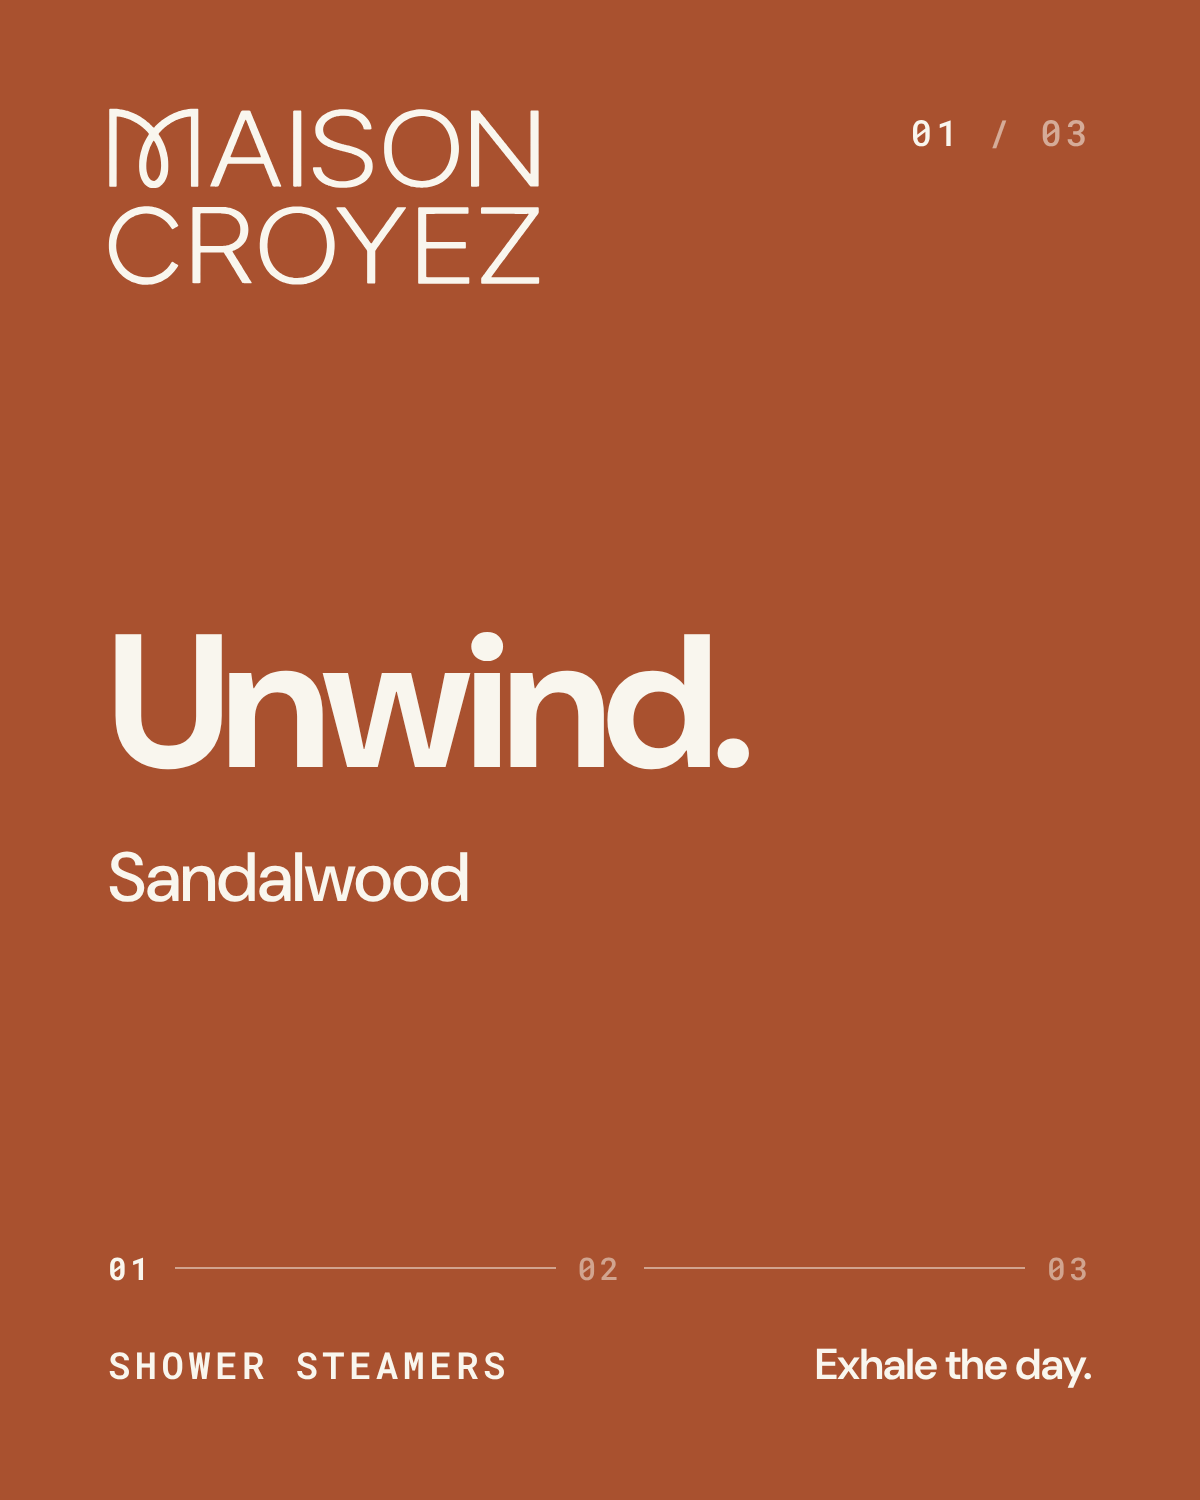 MAISON
CROYEZ
01 / 03
Unwind.
Sandalwood
01 02 03
SHOWER STEAMERS
Exhale the day.